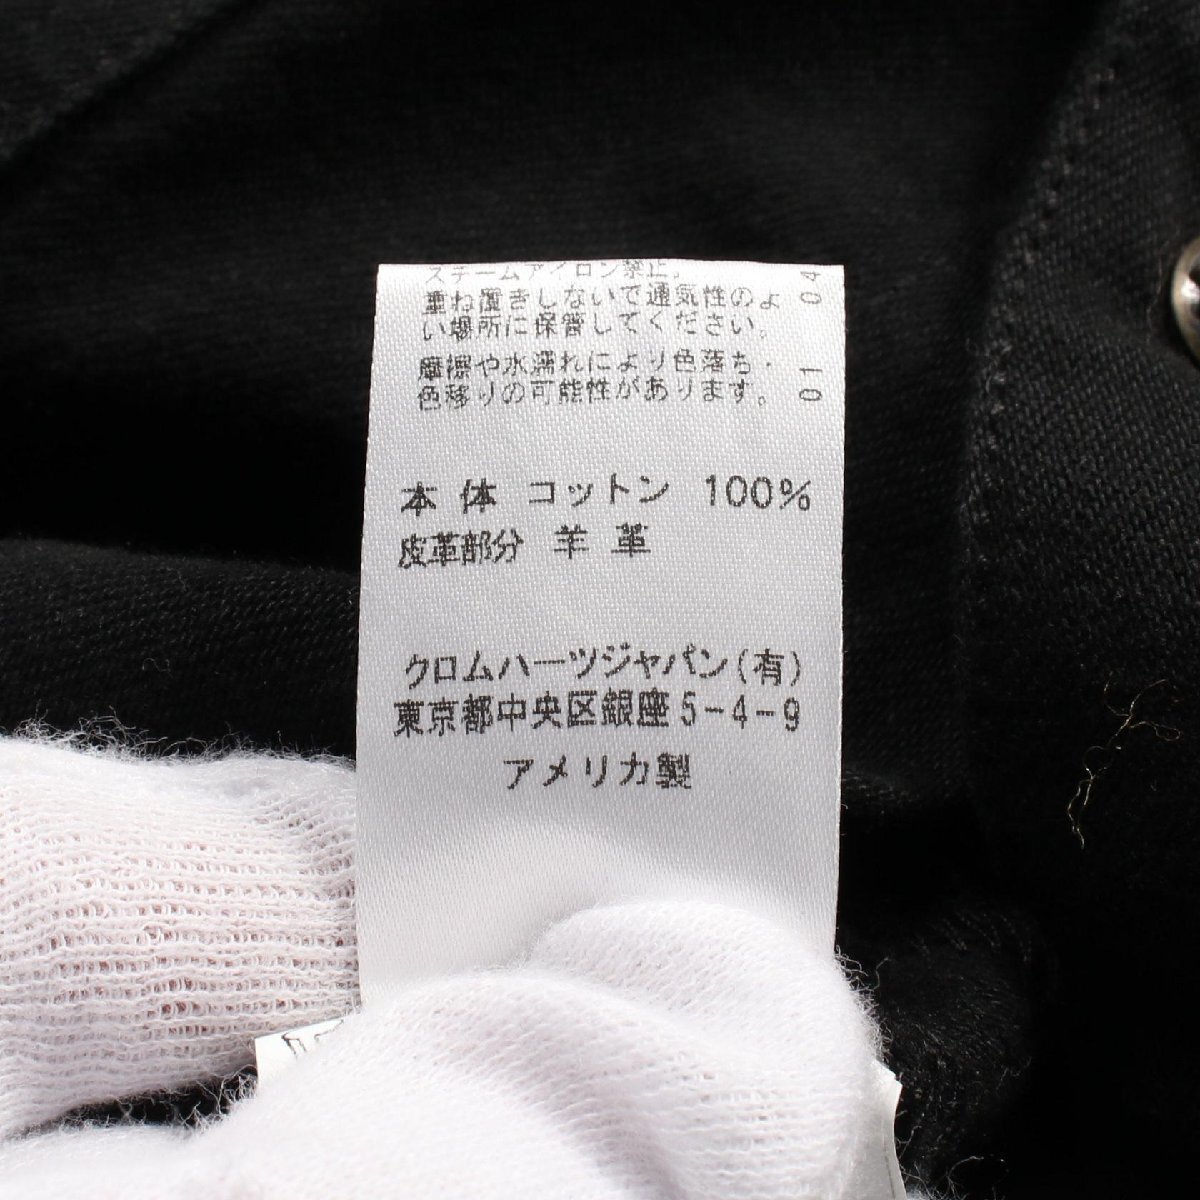 スチームアイロン禁止。
重ね置きしないで通気性のよ
い場所に保管してください。
摩擦や水濡れにより色落ち・
色移りの可能性があります。
01 04
本体 コットン 100%
皮革部分 羊革
クロムハーツジャパン(有)
東京都中央区銀座5-4-9
アメリカ製